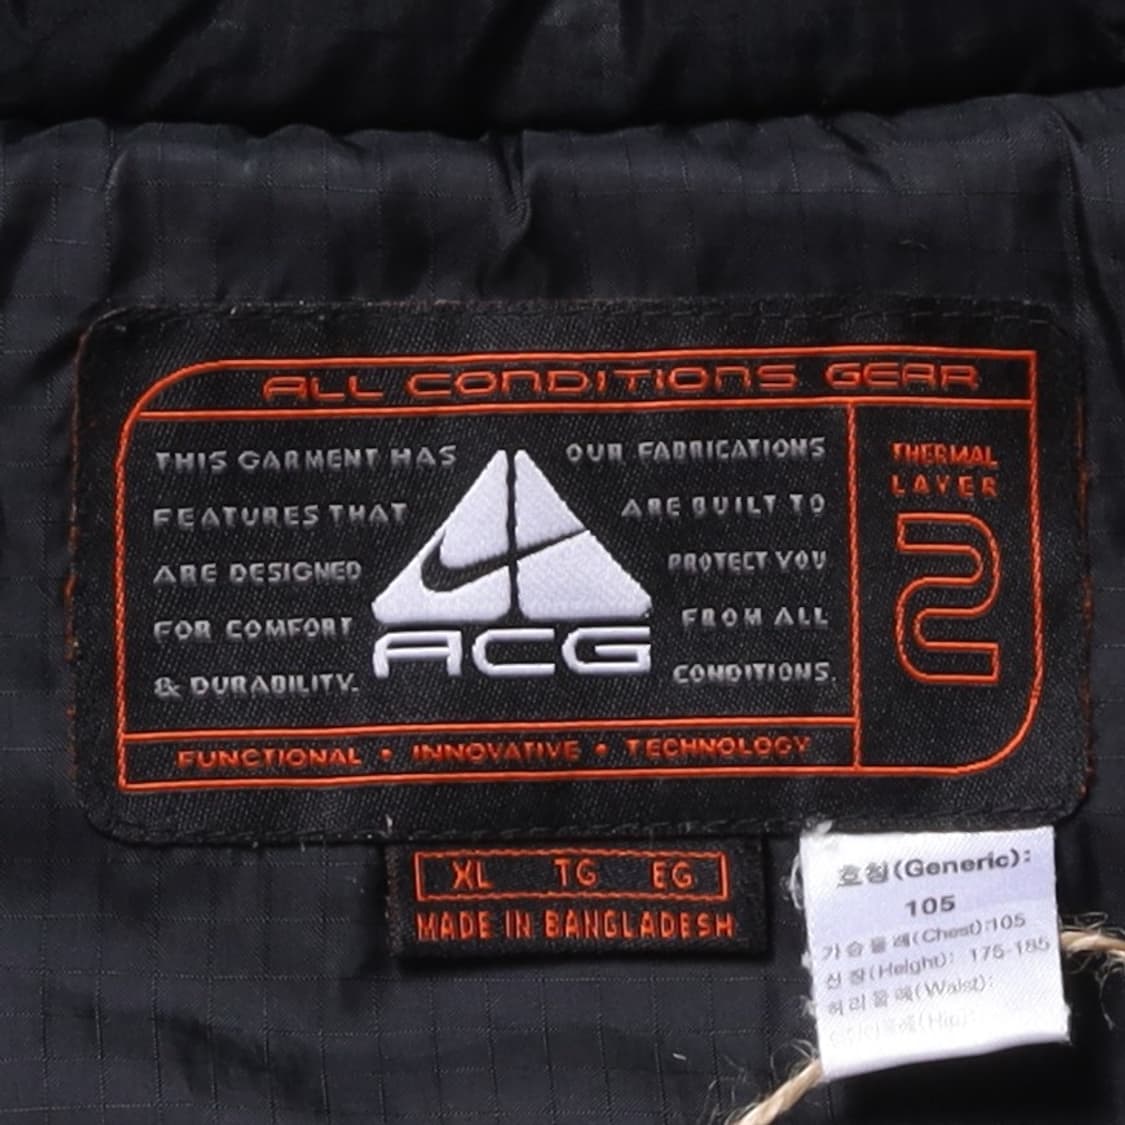 ALL CONDITIONS GEAR
THIS GARMENT HAS
FEATURES THAT
ARE DESIGNED
FOR COMFORT
& DURABILITY.
ACG
OUR FABRICATIONS
ARE BUILT TO
PROTECT YOU
FROM ALL
CONDITIONS.
THERMAL
LAYER
2
FUNCTIONAL • INNOVATIVE • TECHNOLOGY
XL TG EG
MADE IN BANGLADESH
호칭(Generic):
105
가슴둘레(Chest):105
신장(Height): 175-185
허리둘레(Waist):
(Hip):